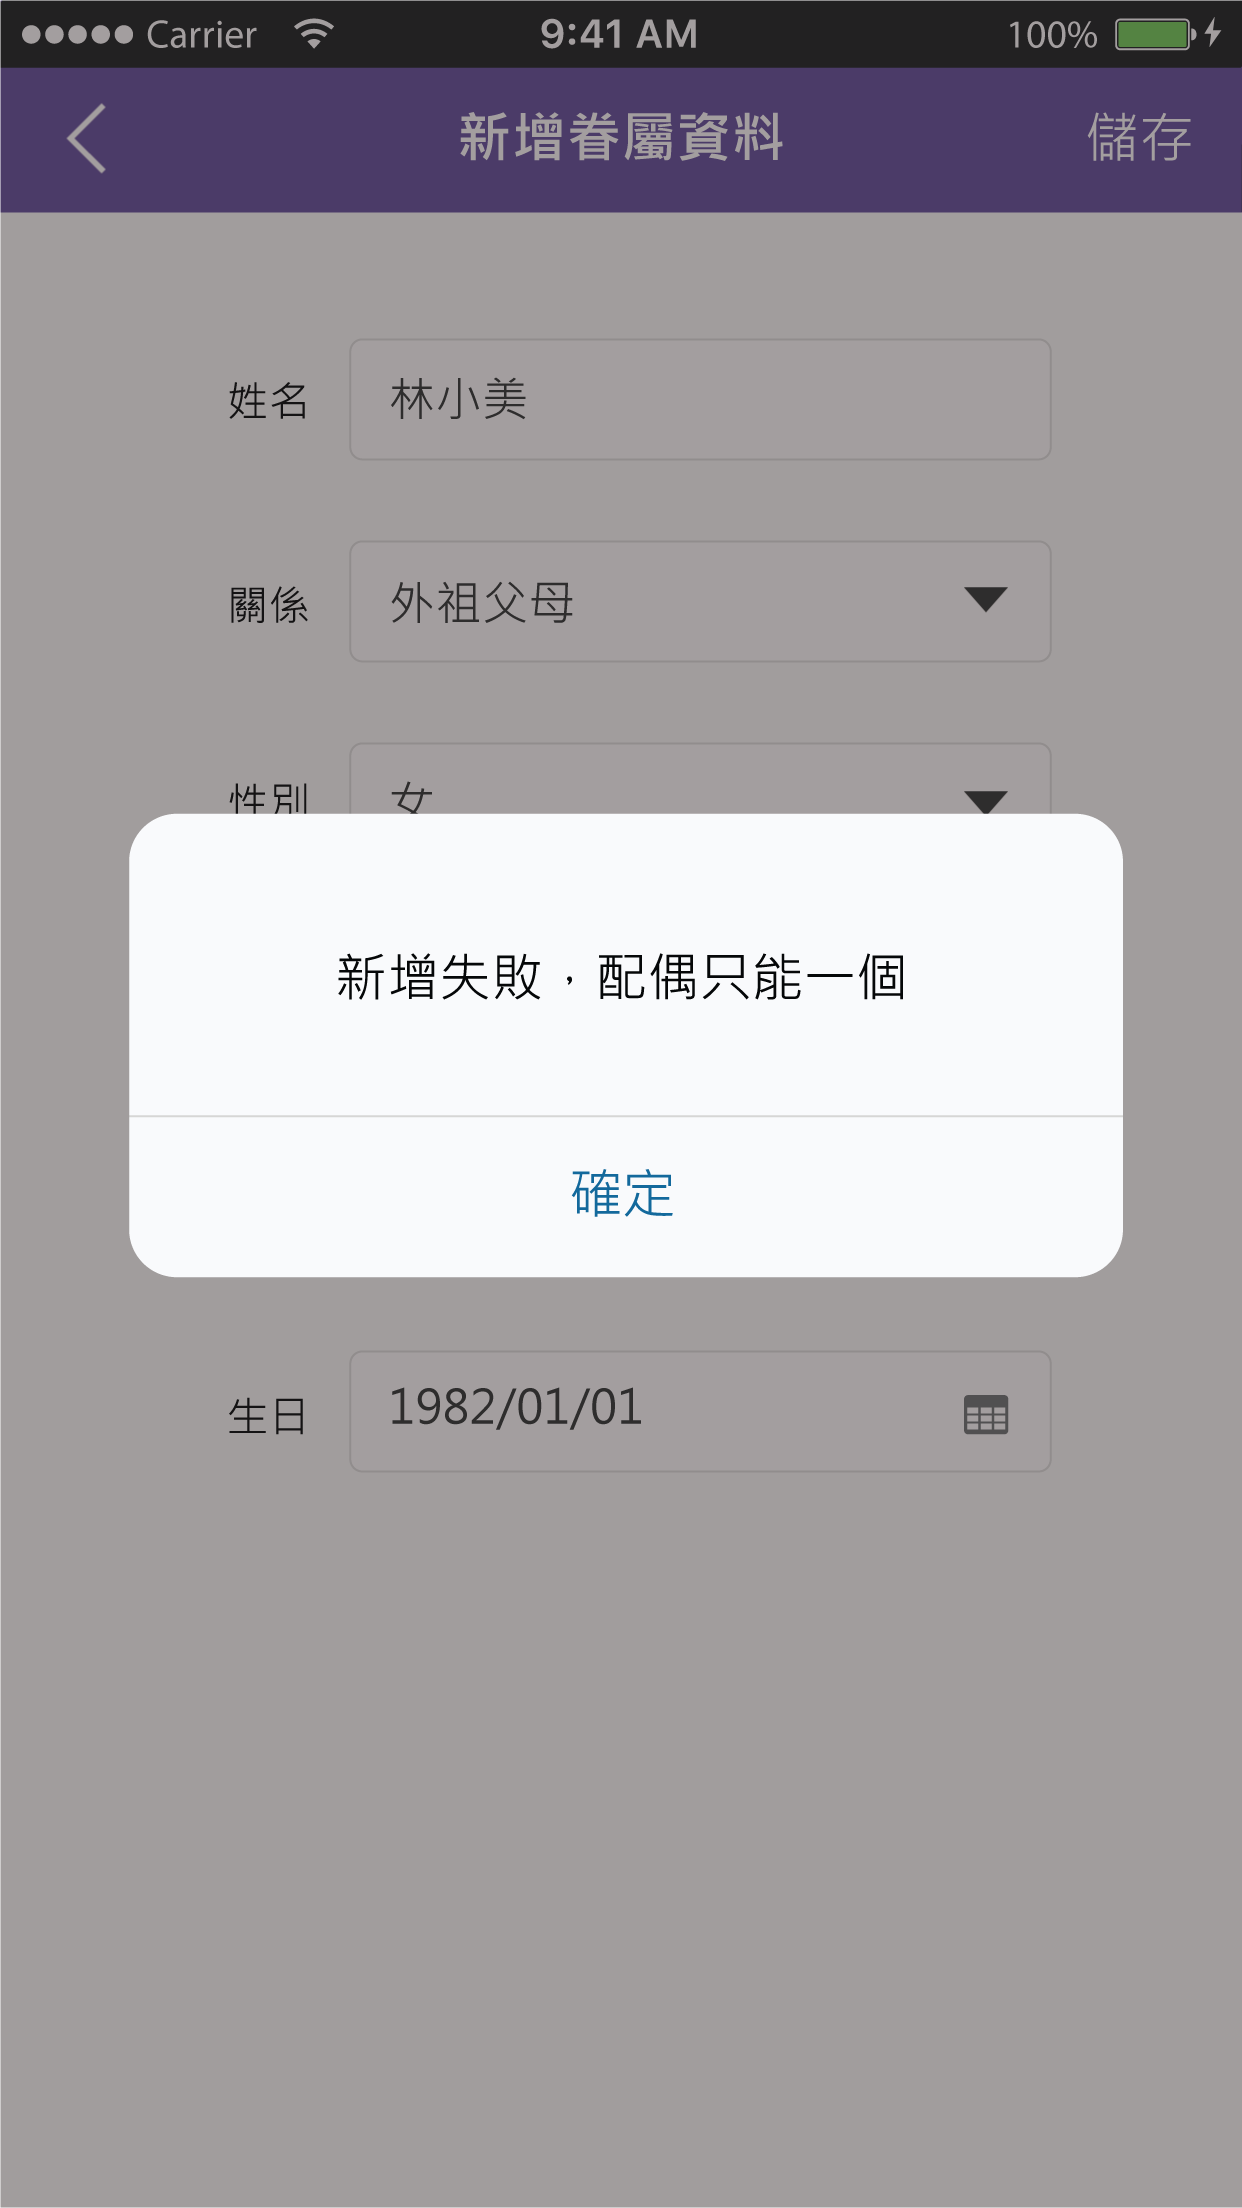 Carrier 9:41 AM 100%
新增眷屬資料 儲存
姓名 林小美
關係 外祖父母
性別 女
新增失敗，配偶只能一個
確定
生日 1982/01/01